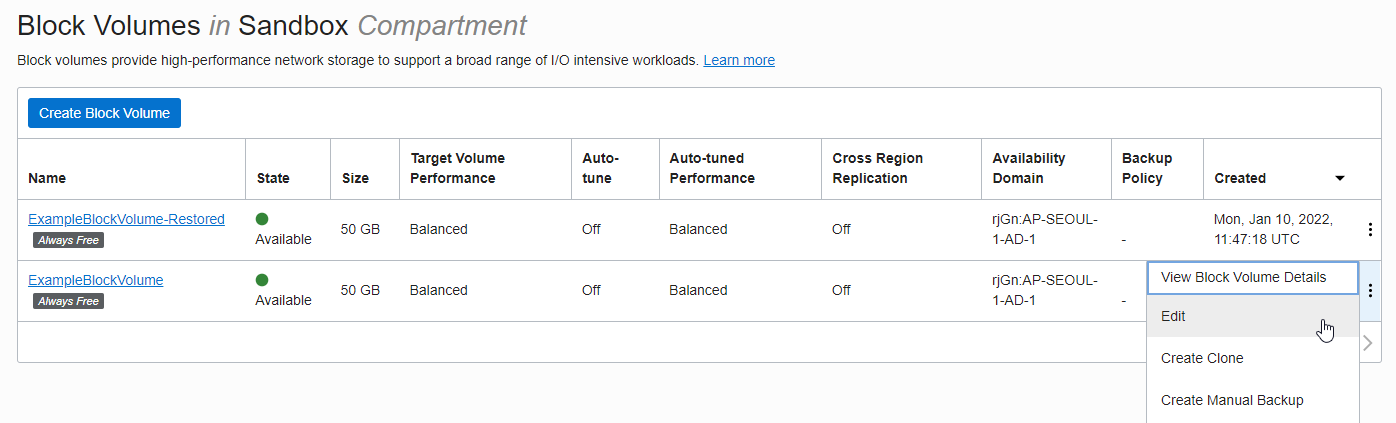 Block Volumes in Sandbox Compartment
Block volumes provide high-performance network storage to support a broad range of I/O intensive workloads. Learn more
Create Block Volume
Name
State
Size
Target Volume
Performance
Auto-
tune
Auto-tuned
Performance
Cross Region
Replication
Availability
Domain
Backup
Policy
Created
ExampleBlockVolume-Restored
Always Free
Available
50 GB
Balanced
Off
Balanced
Off
rjGn:AP-SEOUL-
1-AD-1
-
Mon, Jan 10, 2022,
11:47:18 UTC
ExampleBlockVolume
Always Free
Available
50 GB
Balanced
Off
Balanced
Off
rjGn:AP-SEOUL-
1-AD-1
-
View Block Volume Details
Edit
Create Clone
Create Manual Backup